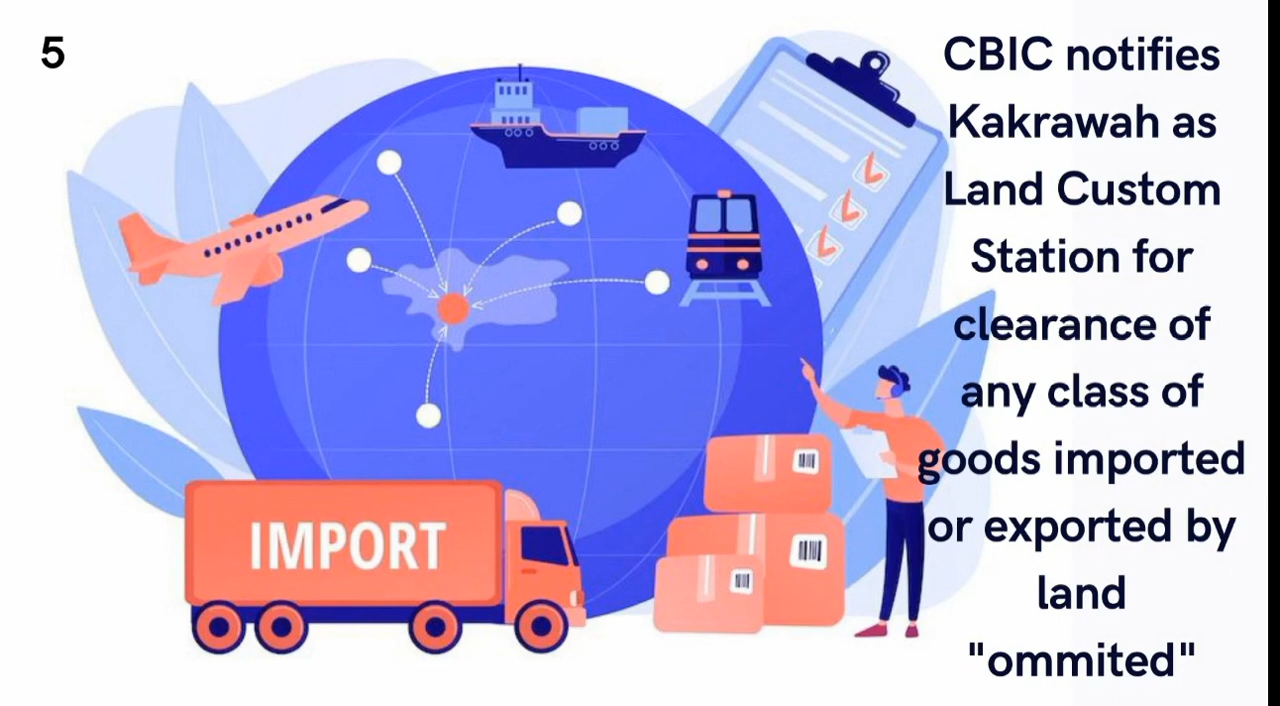 5
CBIC notifies
Kakrawah as
Land Custom
Station for
clearance of
any class of
goods imported
or exported by
land
"ommited"
IMPORT